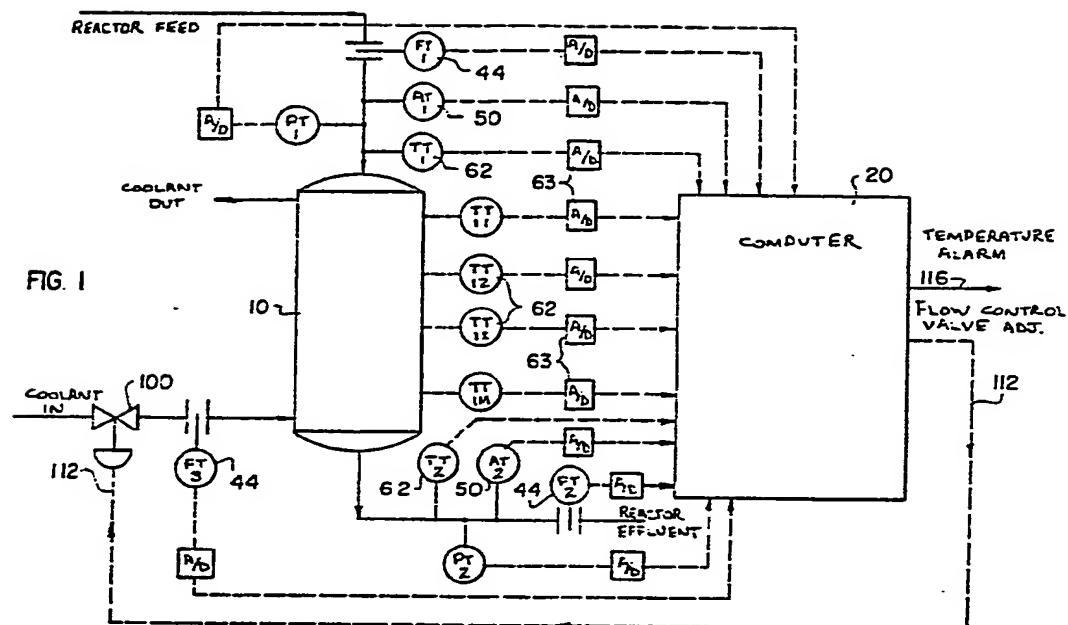 REACTOR FEED
FT 1
44
A/D
AT 1
50
A/D
A/D
PT 1
TT 1
62
A/D
COOLANT OUT
63
20
TT 11
A/D
COMPUTER
TEMPERATURE ALARM
116
FIG. 1
10
TT 12
A/D
62
FLOW CONTROL VALVE ADJ.
A/D
63
112
COOLANT IN
100
TT 1M
A/D
A/D
112
FT 3
44
62
TT 2
50
AT 2
44
FT 2
REACTOR EFFLUENT
A/D
PT 2
A/D